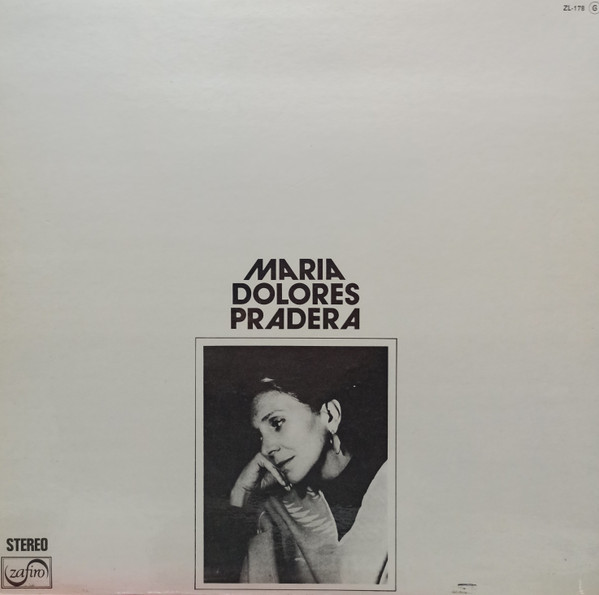 ZL-178 G
MARIA
DOLORES
PRADERA
STEREO
zafiro